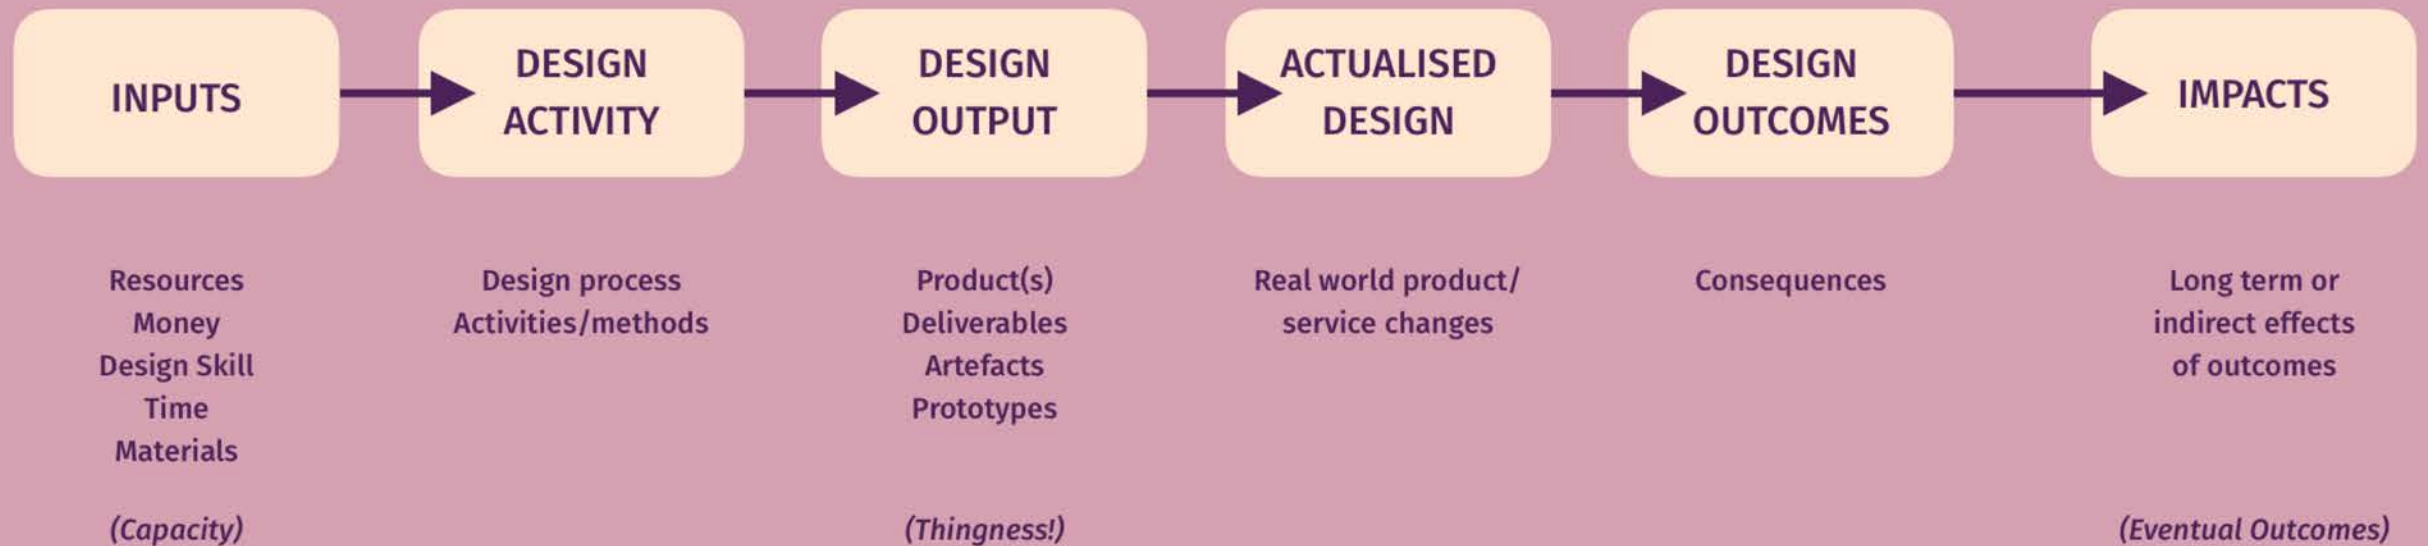 INPUTS
DESIGN
ACTIVITY
DESIGN
OUTPUT
ACTUALISED
DESIGN
DESIGN
OUTCOMES
IMPACTS
Resources
Money
Design Skill
Time
Materials
(Capacity)
Design process
Activities/methods
Product(s)
Deliverables
Artefacts
Prototypes
(Thingness!)
Real world product/
service changes
Consequences
Long term or
indirect effects
of outcomes
(Eventual Outcomes)